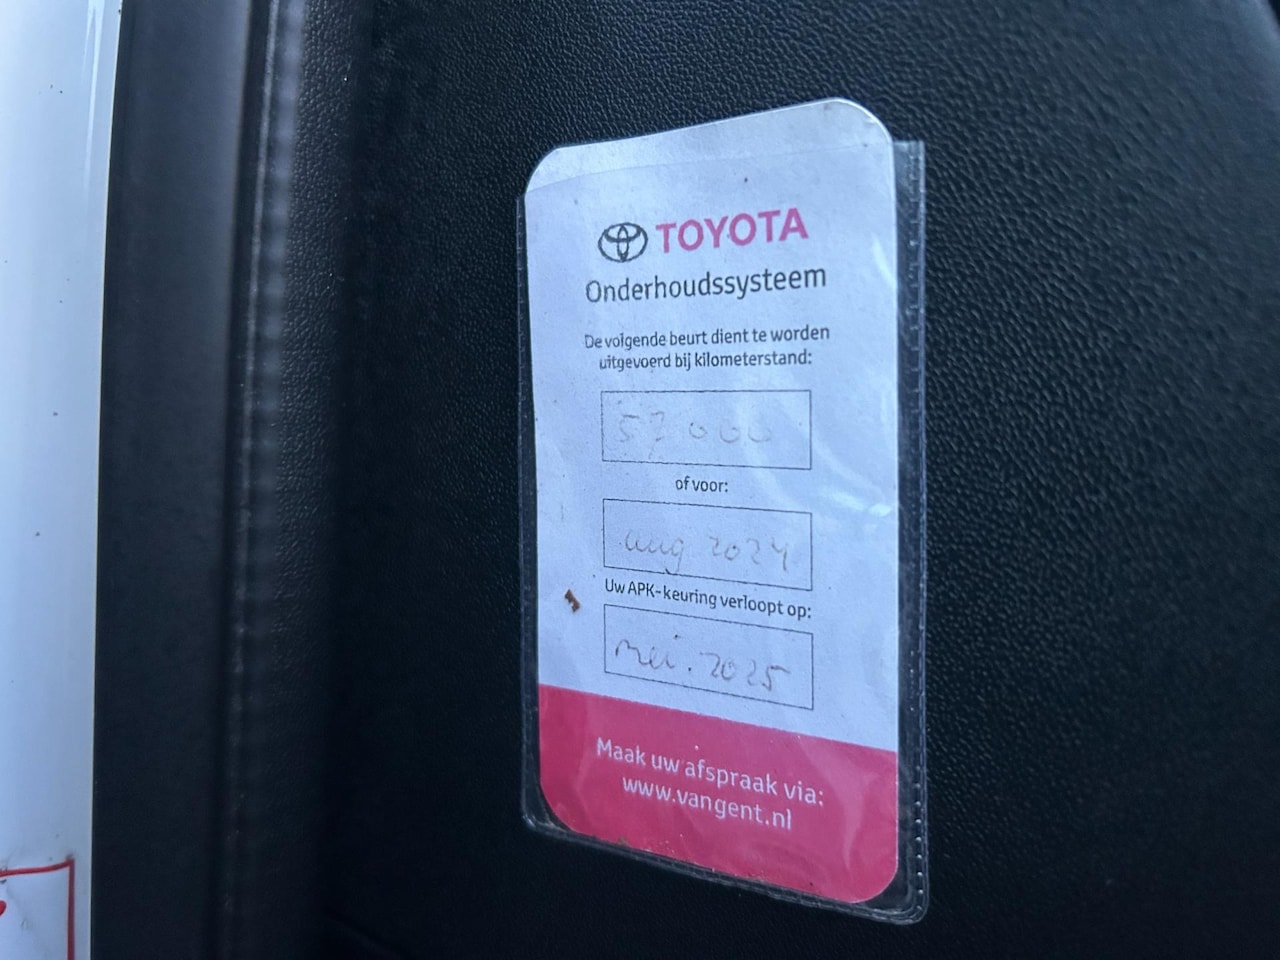 TOYOTA
Onderhoudssysteem
De volgende beurt dient te worden
uitgevoerd bij kilometerstand:
57.000
of voor:
aug 2024
Uw APK-keuring verloopt op:
mei. 2025
Maak uw afspraak via:
www.vangent.nl